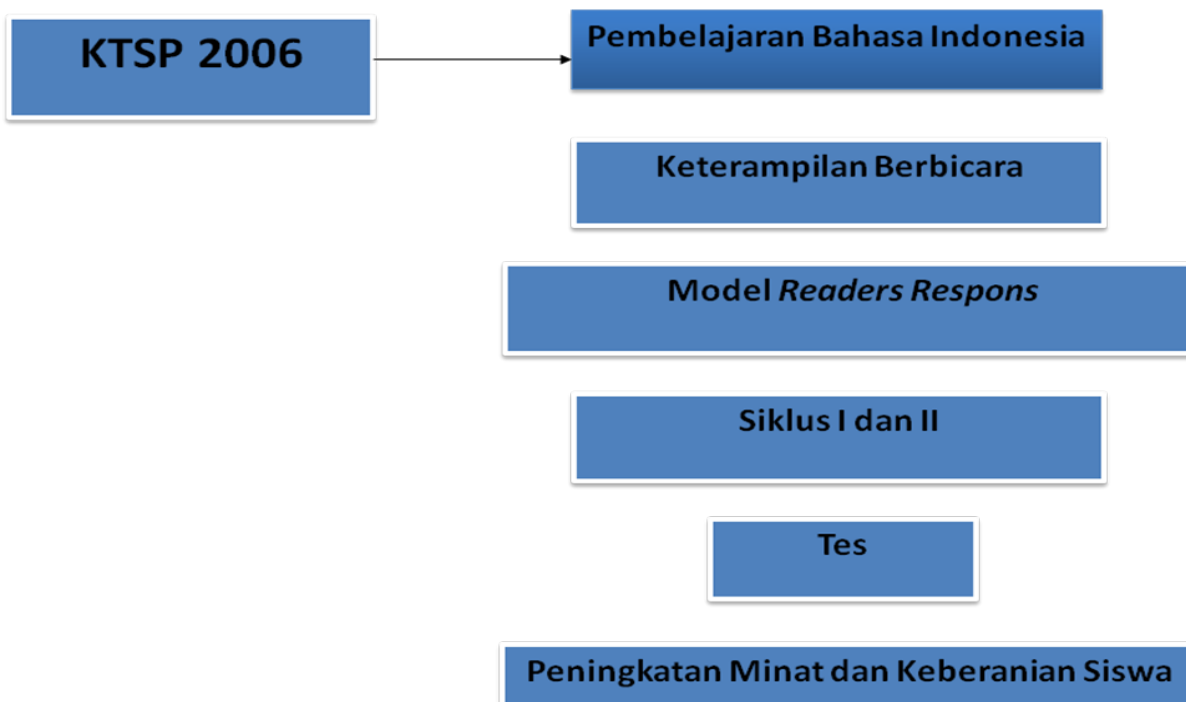 KTSP 2006
Pembelajaran Bahasa Indonesia
Keterampilan Berbicara
Model Readers Respons
Siklus I dan II
Tes
Peningkatan Minat dan Keberanian Siswa